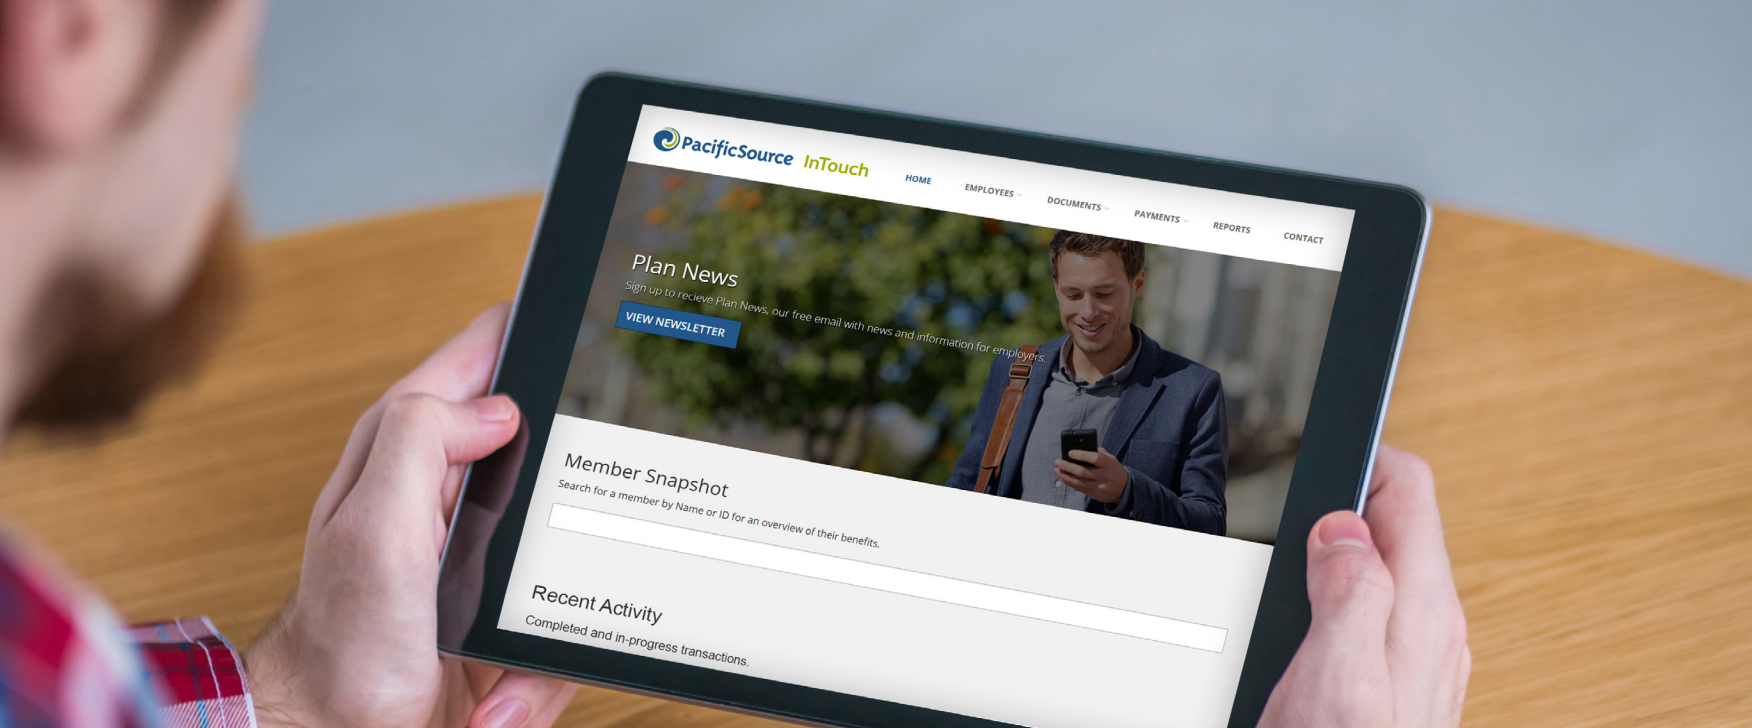 PacificSource InTouch
HOME
EMPLOYEES
DOCUMENTS
PAYMENTS
REPORTS
CONTACT
Plan News
Sign up to recieve Plan News, our free email with news and information for employers.
VIEW NEWSLETTER
Member Snapshot
Search for a member by Name or ID for an overview of their benefits.
Recent Activity
Completed and in-progress transactions.